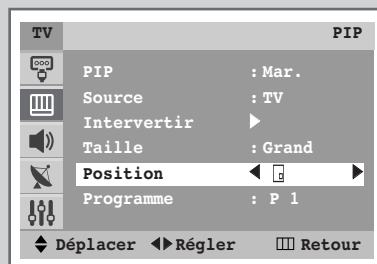 TV PIP
PIP : Mar.
Source : TV
Intervertir
Taille : Grand
Position
Programme : P 1
Déplacer Régler Retour